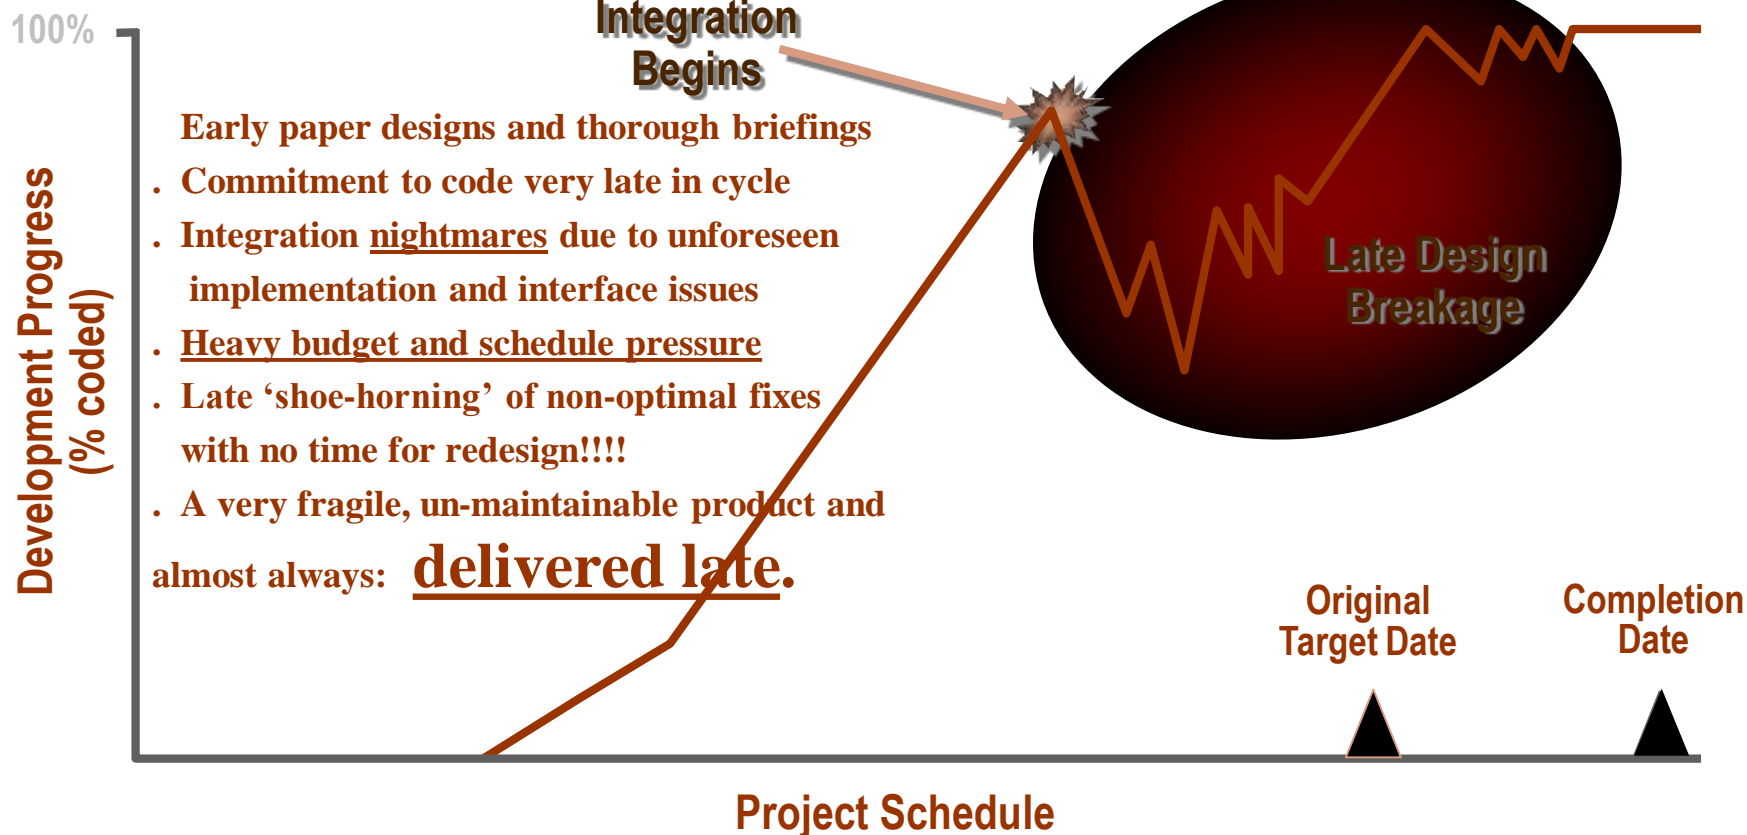 100%
Integration
Begins
Early paper designs and thorough briefings
. Commitment to code very late in cycle
. Integration nightmares due to unforeseen
implementation and interface issues
. Heavy budget and schedule pressure
. Late ‘shoe-horning’ of non-optimal fixes
with no time for redesign!!!!
. A very fragile, un-maintainable product and
almost always: delivered late.
Development Progress
(% coded)
Late Design
Breakage
Original
Target Date
Completion
Date
Project Schedule